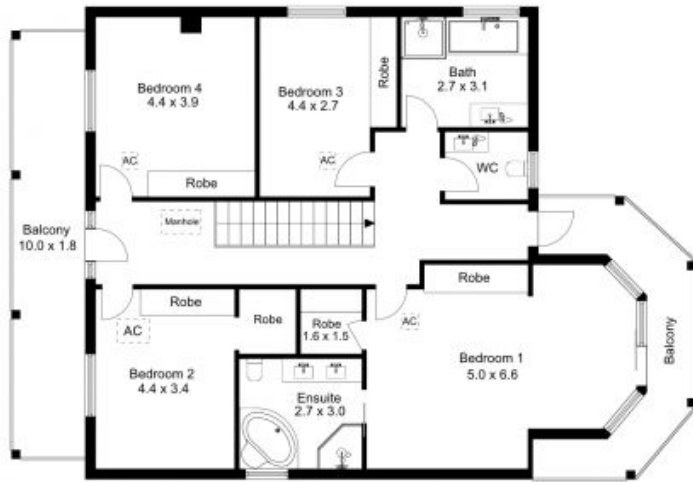 Bedroom 4
4.4 x 3.9
AC
Robe
Bedroom 3
4.4 x 2.7
AC
Robe
Bath
2.7 x 3.1
WC
Balcony
10.0 x 1.8
Manhole
Robe
AC
Bedroom 2
4.4 x 3.4
Robe
Robe
1.6 x 1.5
Ensuite
2.7 x 3.0
Robe
AC
Bedroom 1
5.0 x 6.6
Balcony